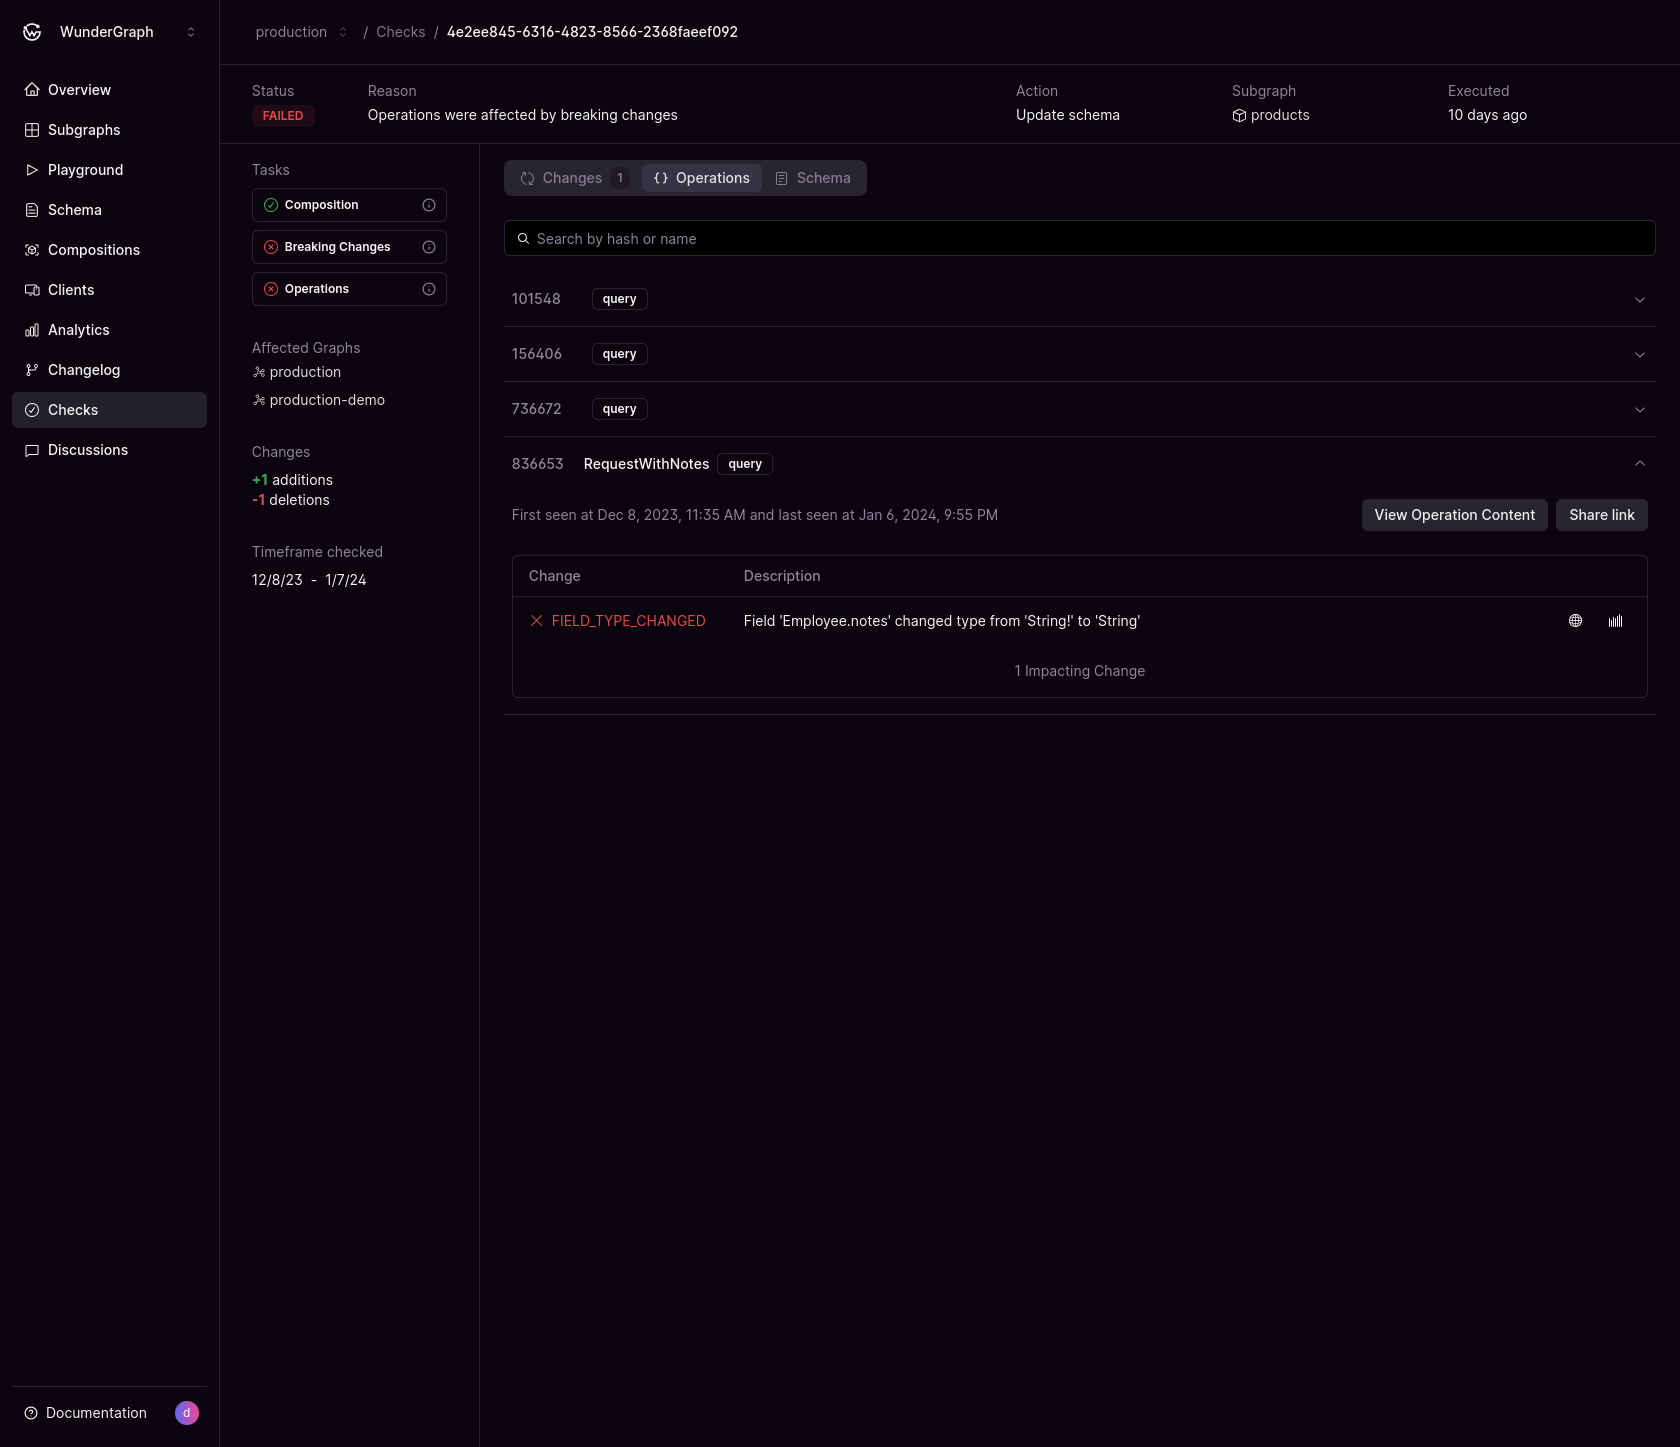 WunderGraph
production / Checks / 4e2ee845-6316-4823-8566-2368faeef092
Overview
Subgraphs
Playground
Schema
Compositions
Clients
Analytics
Changelog
Checks
Discussions
Documentation
d
Status
FAILED
Reason
Operations were affected by breaking changes
Action
Update schema
Subgraph
products
Executed
10 days ago
Tasks
Composition
Breaking Changes
Operations
Affected Graphs
production
production-demo
Changes
+1 additions
-1 deletions
Timeframe checked
12/8/23 - 1/7/24
Changes 1 {} Operations Schema
Search by hash or name
101548 query
156406 query
736672 query
836653 RequestWithNotes query
First seen at Dec 8, 2023, 11:35 AM and last seen at Jan 6, 2024, 9:55 PM
View Operation Content
Share link
Change Description
FIELD_TYPE_CHANGED Field 'Employee.notes' changed type from 'String!' to 'String'
1 Impacting Change